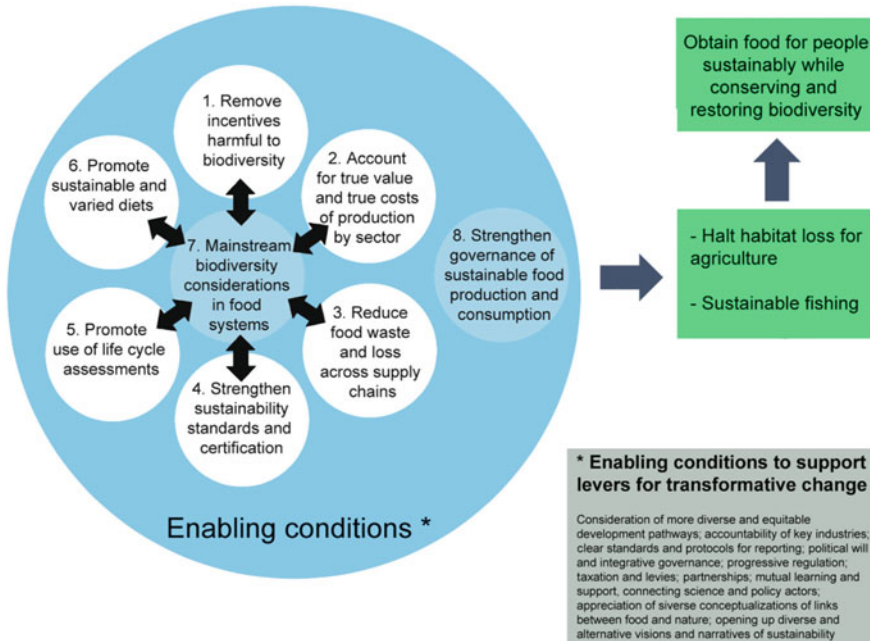 1. Remove
incentives
harmful to
biodiversity
2. Account
for true value
and true costs
of production
by sector
3. Reduce
food waste
and loss
across supply
chains
4. Strengthen
sustainability
standards and
certification
5. Promote
use of life cycle
assessments
6. Promote
sustainable and
varied diets
7. Mainstream
biodiversity
considerations
in food
systems
8. Strengthen
governance of
sustainable food
production and
consumption
Enabling conditions *
Obtain food for people
sustainably while
conserving and
restoring biodiversity
- Halt habitat loss for
agriculture
- Sustainable fishing
* Enabling conditions to support
levers for transformative change
Consideration of more diverse and equitable
development pathways; accountability of key industries;
clear standards and protocols for reporting; political will
and integrative governance; progressive regulation;
taxation and levies; partnerships; mutual learning and
support, connecting science and policy actors;
appreciation of siverse conceptualizations of links
between food and nature; opening up diverse and
alternative visions and narratives of sustainability